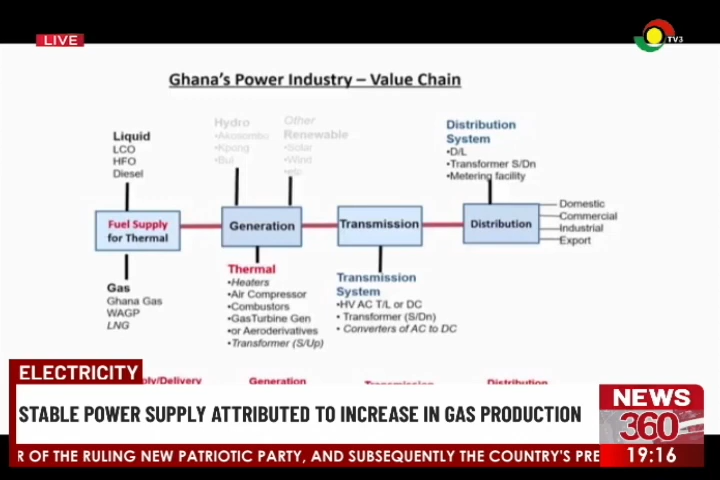 LIVE
TV3
Ghana's Power Industry – Value Chain
Liquid
LCO
HFO
Diesel
Hydro
•Akosombo
•Kpong
•Bui
Other
Renewable
•Solar
•Wind
•etc
Distribution
System
•D/L
•Transformer S/Dn
•Metering facility
Fuel Supply
for Thermal
Generation
Transmission
Distribution
Domestic
Commercial
Industrial
Export
Gas
Ghana Gas
WAGP
LNG
Thermal
•Heaters
•Air Compressor
•Combustors
•GasTurbine Gen
•or Aeroderivatives
•Transformer (S/Up)
Transmission
System
•HV AC T/L or DC
• Transformer (S/Dn)
• Converters of AC to DC
ply/Delivery
Generation
Transmission
Distribution
ELECTRICITY
STABLE POWER SUPPLY ATTRIBUTED TO INCREASE IN GAS PRODUCTION
NEWS
360
R OF THE RULING NEW PATRIOTIC PARTY, AND SUBSEQUENTLY THE COUNTRY'S PRE
19:16